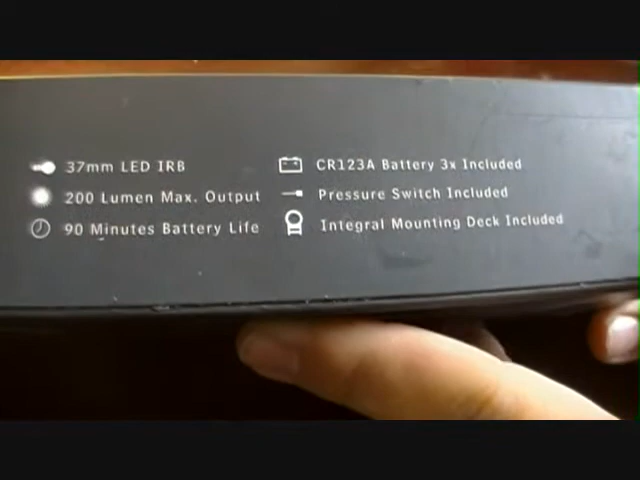 37mm LED IRB
200 Lumen Max. Output
90 Minutes Battery Life
CR123A Battery 3x Included
Pressure Switch Included
Integral Mounting Deck Included